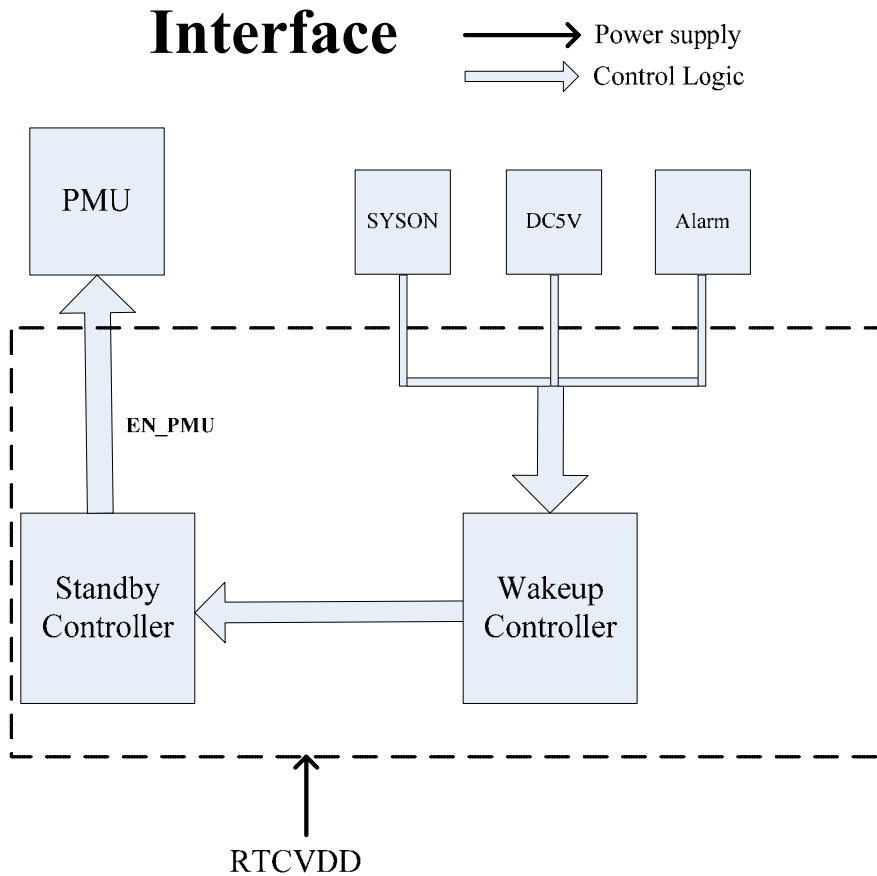 Interface
Power supply
Control Logic
PMU
SYSON
DC5V
Alarm
EN_PMU
Standby
Controller
Wakeup
Controller
RTCVDD